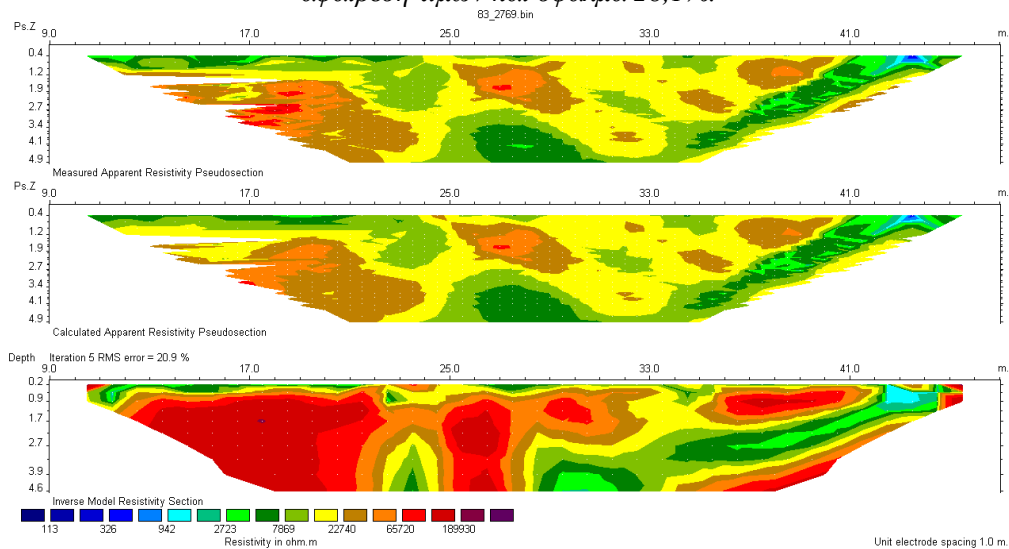 83_2769.bin
Ps.Z 9.0 17.0 25.0 33.0 41.0 m.
0.4
1.2
1.9
2.7
3.4
4.1
4.9
Measured Apparent Resistivity Pseudosection
Ps.Z 9.0 17.0 25.0 33.0 41.0 m.
0.4
1.2
1.9
2.7
3.4
4.1
4.9
Calculated Apparent Resistivity Pseudosection
Depth Iteration 5 RMS error = 20.9 %
9.0 17.0 25.0 33.0 41.0 m.
0.2
0.9
1.7
2.7
3.9
4.6
Inverse Model Resistivity Section
113 326 942 2723 7869 22740 65720 189930
Resistivity in ohm.m
Unit electrode spacing 1.0 m.